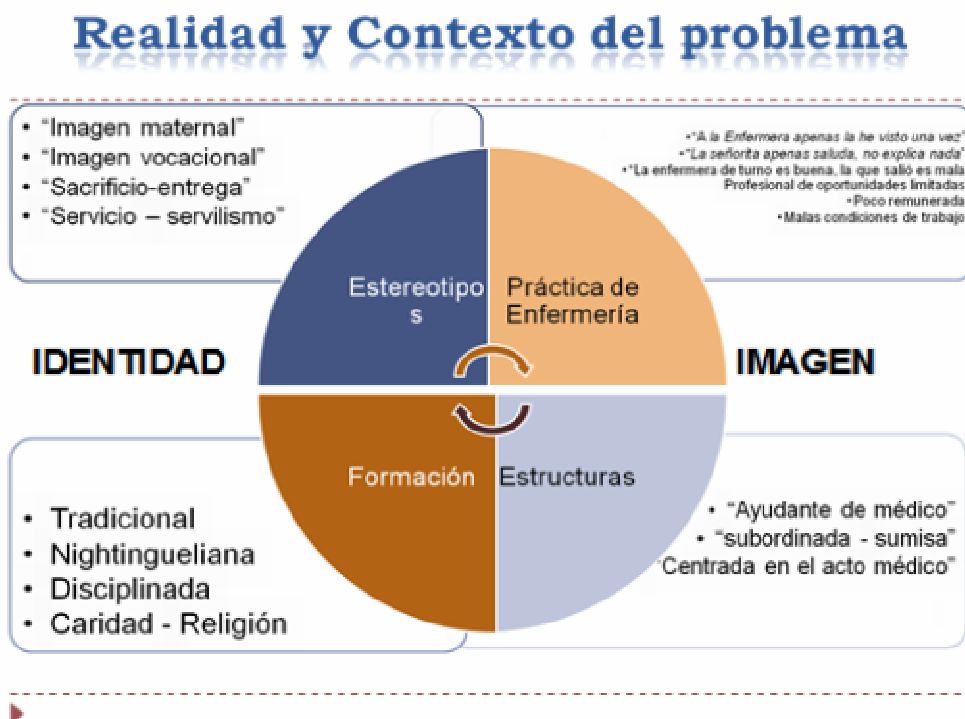 Realidad y Contexto del problema
• “Imagen maternal”
• “Imagen vocacional”
• “Sacrificio-entrega”
• “Servicio – servilismo”
•“A la Enfermera apenas la he visto una vez”
•“La señorita apenas saluda, no explica nada”
•“La enfermera de turno es buena, la que salió es mala
Profesional de oportunidades limitadas
•Poco remunerada
•Malas condiciones de trabajo
Estereotipo
s
Práctica de
Enfermería
IDENTIDAD
IMAGEN
Formación
Estructuras
• Tradicional
• Nightingueliana
• Disciplinada
• Caridad - Religión
• “Ayudante de médico”
• “subordinada - sumisa”
“Centrada en el acto médico”